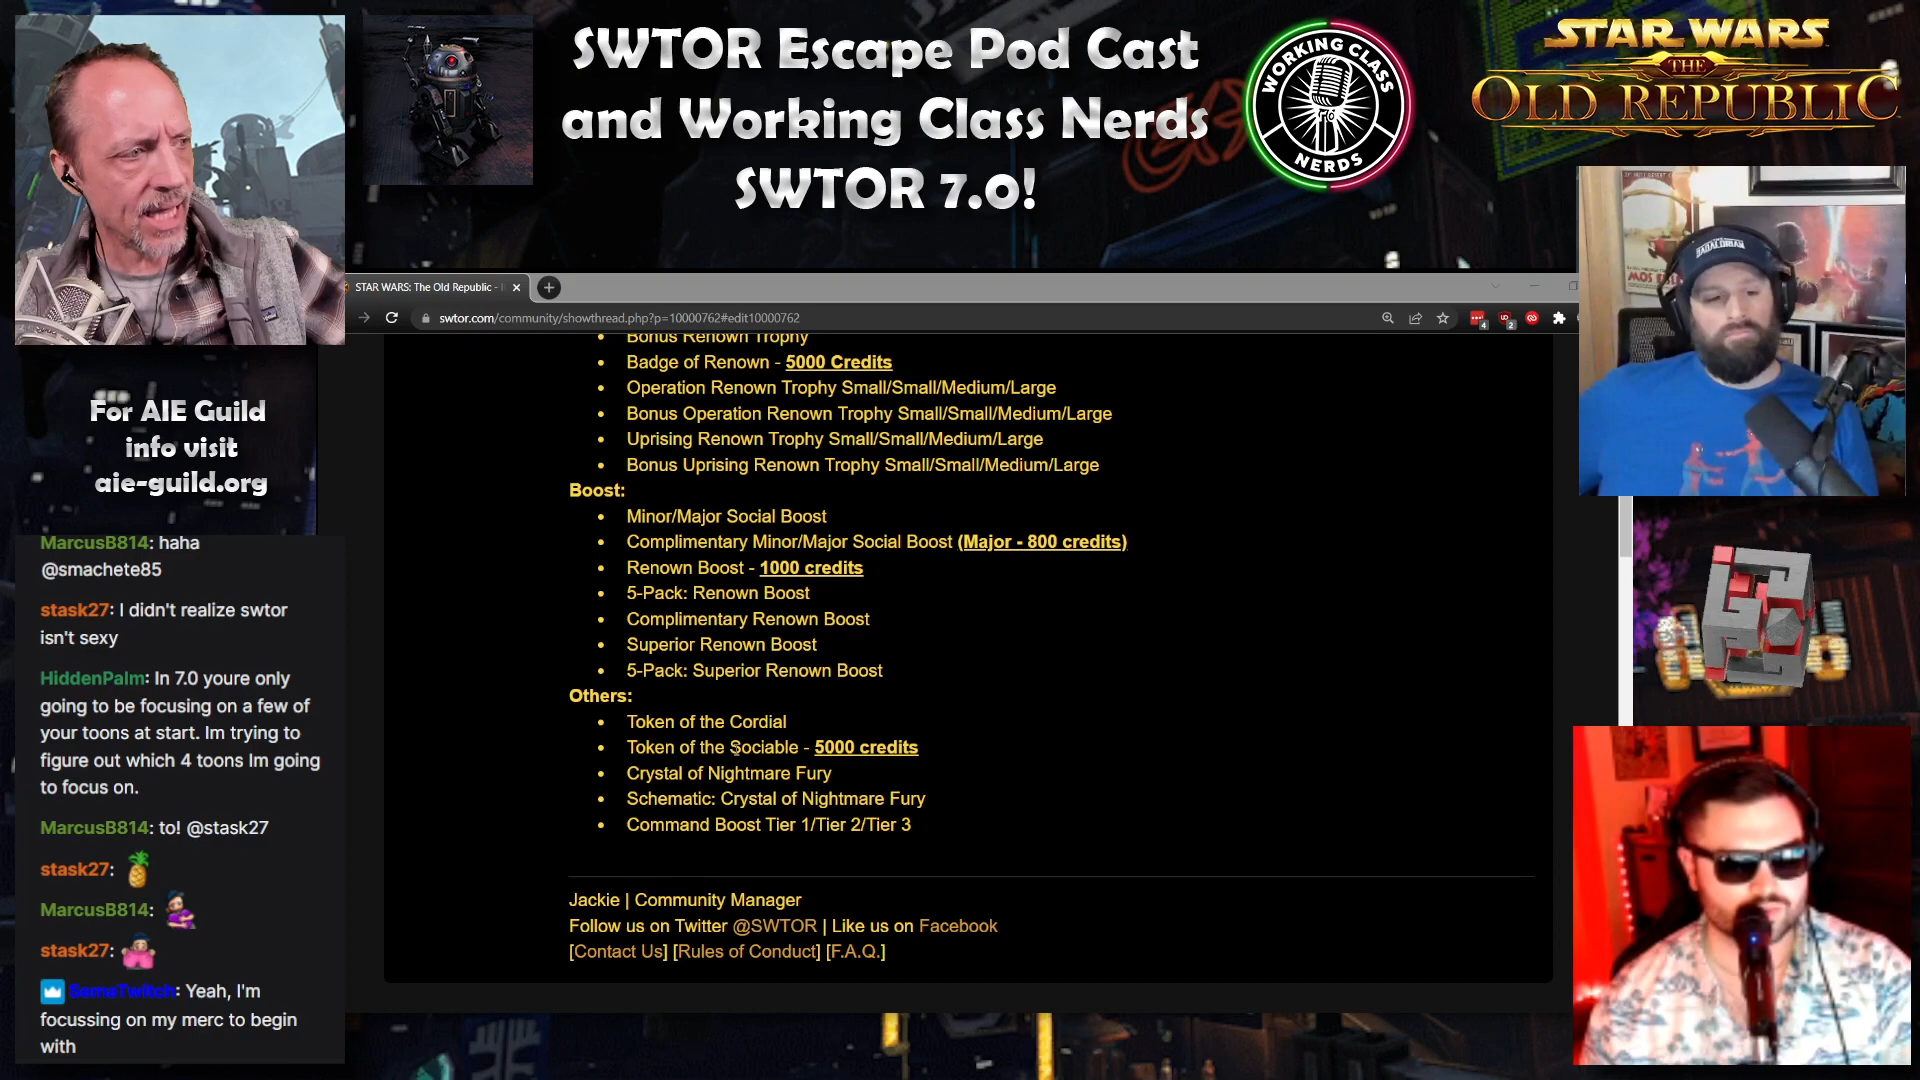 SWTOR Escape Pod Cast
and Working Class Nerds
SWTOR 7.0!
WORKING CLASS
NERDS
STAR WARS
THE
OLD REPUBLIC
For AIE Guild
info visit
aie-guild.org
MarcusB814: haha
@smachete85
stask27: I didn't realize swtor
isn't sexy
HiddenPalm: In 7.0 youre only
going to be focusing on a few of
your toons at start. Im trying to
figure out which 4 toons Im going
to focus on.
MarcusB814: to! @stask27
stask27:
MarcusB814:
stask27:
SemaTwitch: Yeah, I'm
focussing on my merc to begin
with
STAR WARS: The Old Republic -
swtor.com/community/showthread.php?p=10000762#edit10000762
4
2
• Bonus Renown Trophy
• Badge of Renown - 5000 Credits
• Operation Renown Trophy Small/Small/Medium/Large
• Bonus Operation Renown Trophy Small/Small/Medium/Large
• Uprising Renown Trophy Small/Small/Medium/Large
• Bonus Uprising Renown Trophy Small/Small/Medium/Large
Boost:
• Minor/Major Social Boost
• Complimentary Minor/Major Social Boost (Major - 800 credits)
• Renown Boost - 1000 credits
• 5-Pack: Renown Boost
• Complimentary Renown Boost
• Superior Renown Boost
• 5-Pack: Superior Renown Boost
Others:
• Token of the Cordial
• Token of the Sociable - 5000 credits
• Crystal of Nightmare Fury
• Schematic: Crystal of Nightmare Fury
• Command Boost Tier 1/Tier 2/Tier 3
Jackie | Community Manager
Follow us on Twitter @SWTOR | Like us on Facebook
[Contact Us] [Rules of Conduct] [F.A.Q.]